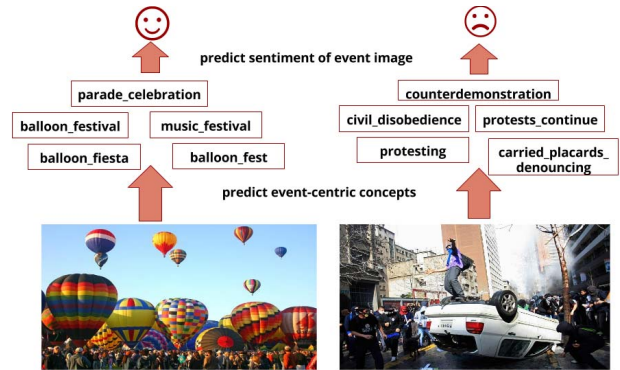 predict sentiment of event image
parade_celebration
balloon_festival
music_festival
balloon_fiesta
balloon_fest
counterdemonstration
civil_disobedience
protests_continue
protesting
carried_placards_
denouncing
predict event-centric concepts